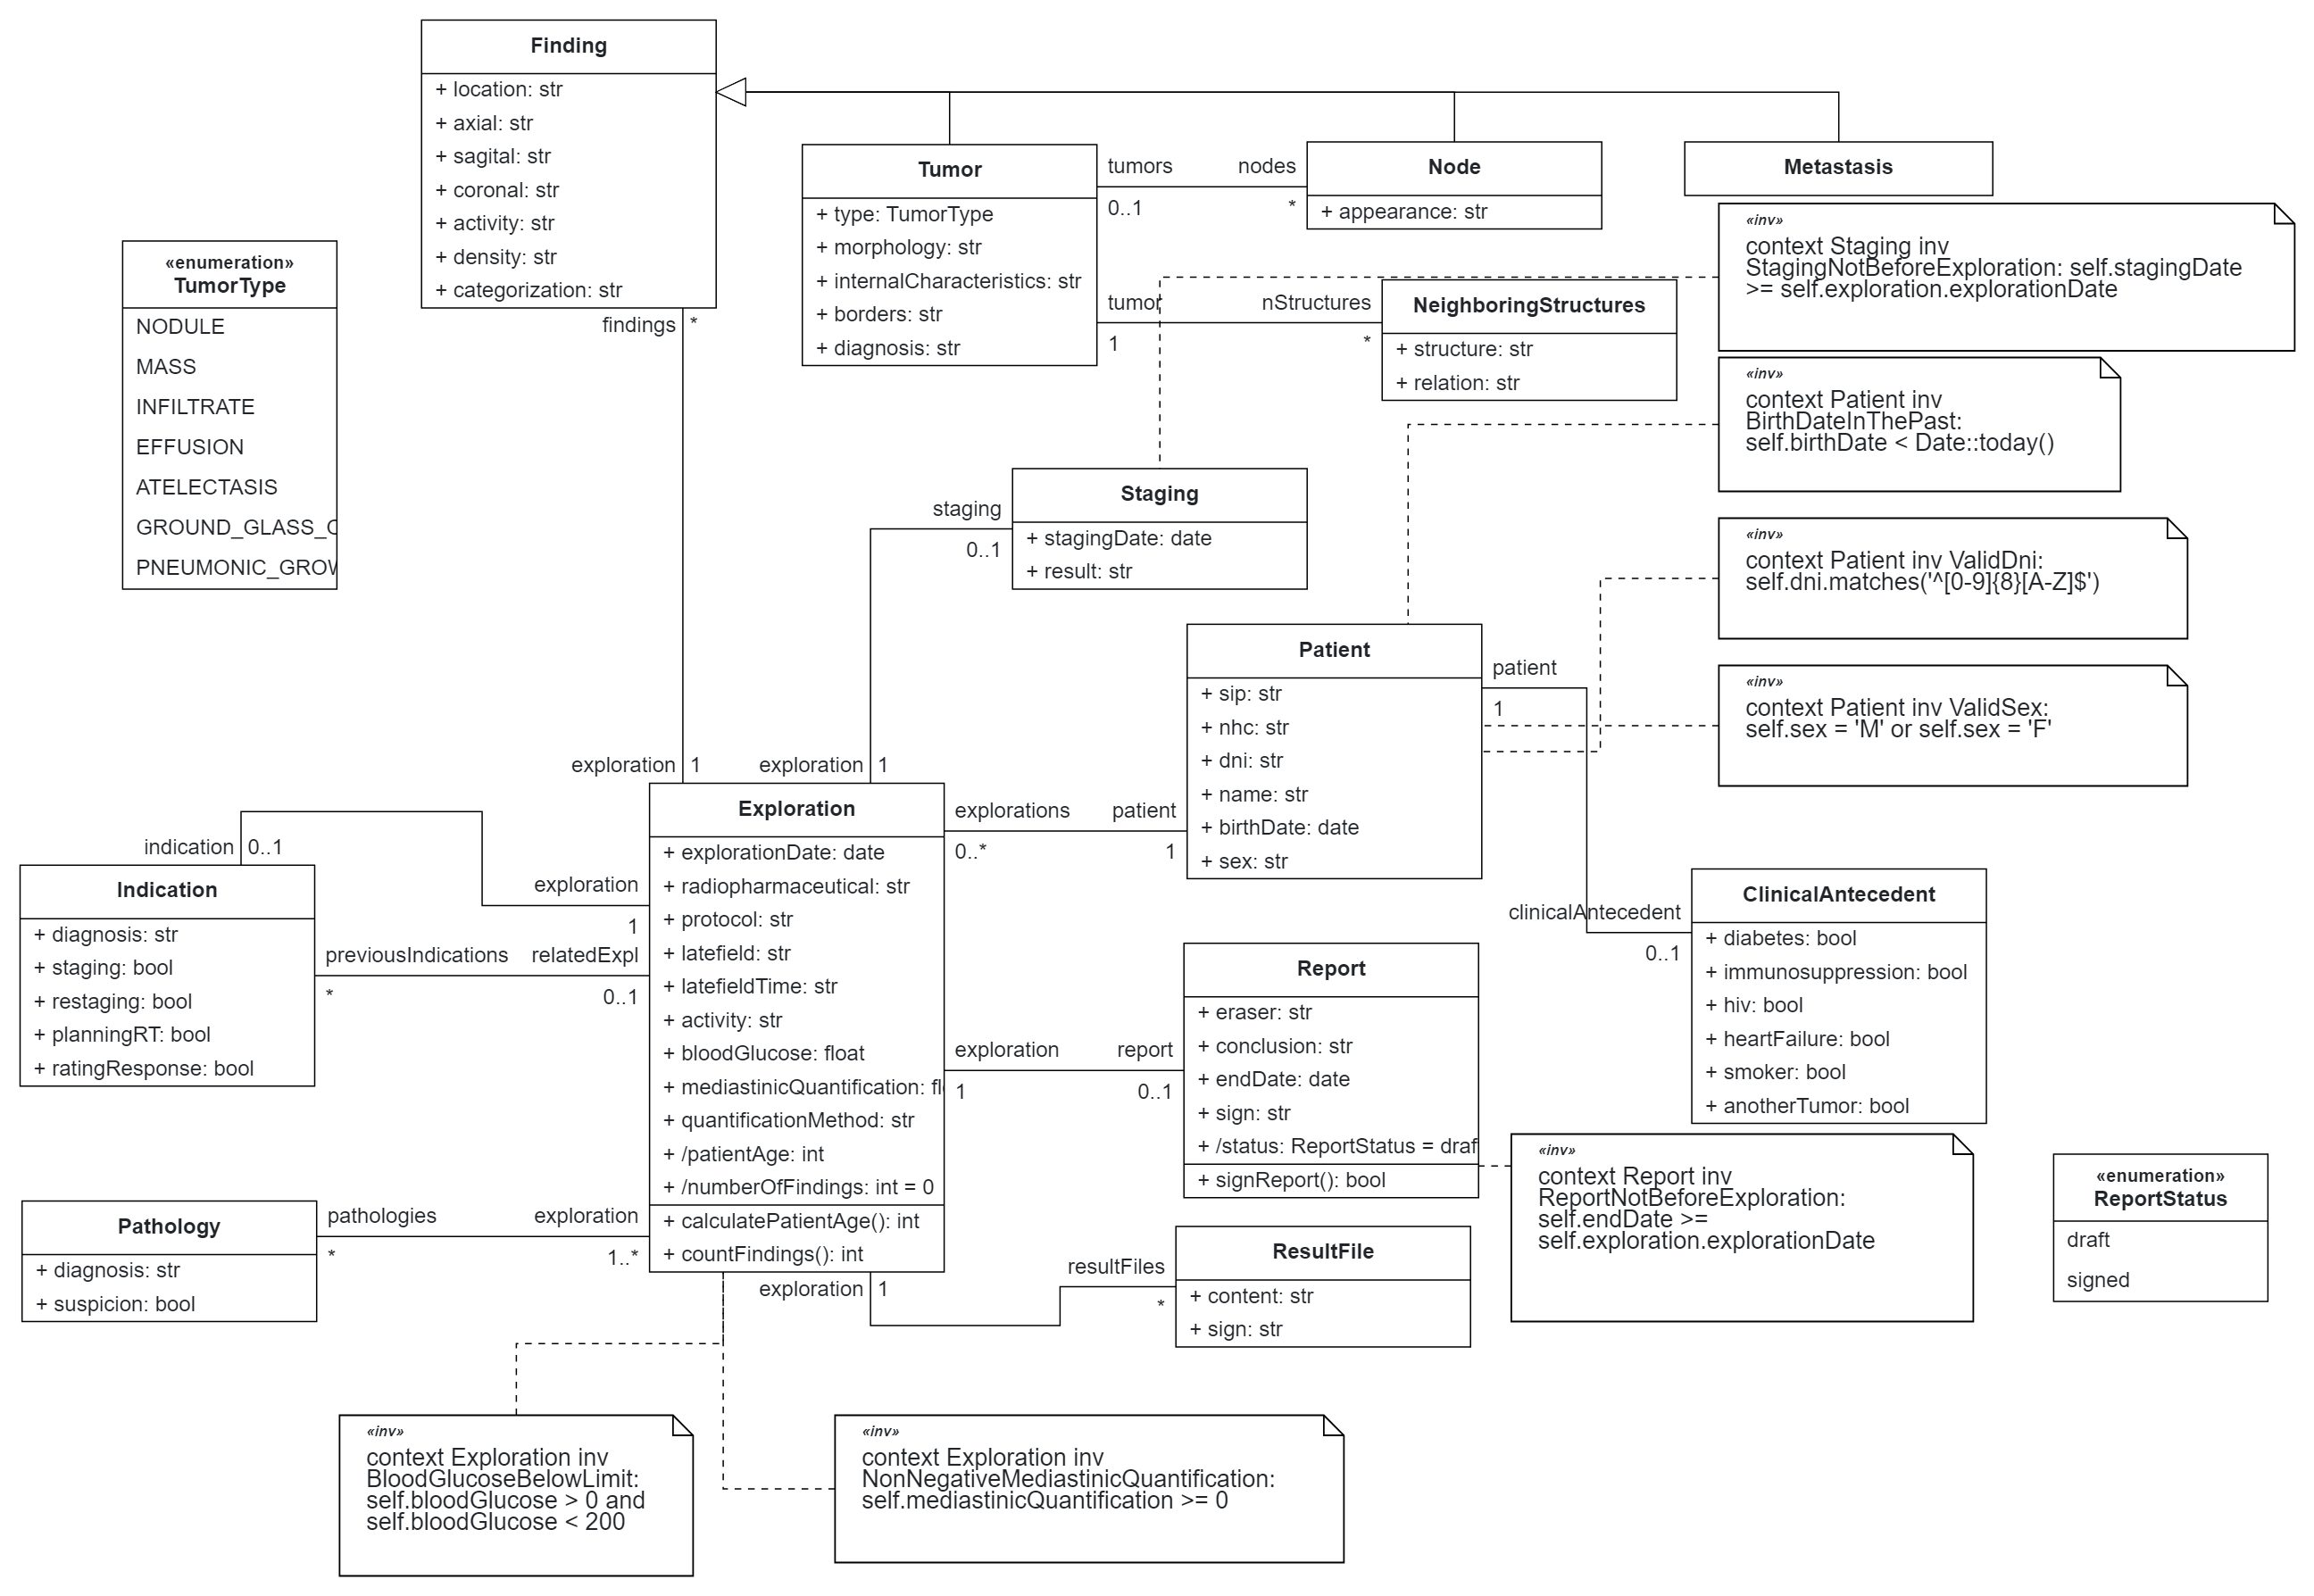 Finding
+ location: str
+ axial: str
+ sagital: str
+ coronal: str
+ activity: str
+ density: str
+ categorization: str
findings
*
«enumeration»
TumorType
NODULE
MASS
INFILTRATE
EFFUSION
ATELECTASIS
GROUND_GLASS_
PNEUMONIC_GROW
Tumor
+ type: TumorType
+ morphology: str
+ internalCharacteristics: str
+ borders: str
+ diagnosis: str
tumors
0..1
nodes
*
Node
+ appearance: str
Metastasis
tumor
1
nStructures
*
NeighboringStructures
+ structure: str
+ relation: str
«inv»
context Staging inv
StagingNotBeforeExploration: self.stagingDate
>= self.exploration.explorationDate
«inv»
context Patient inv
BirthDateInThePast:
self.birthDate < Date::today()
«inv»
context Patient inv ValidDni:
self.dni.matches('^[0-9]{8}[A-Z]$')
«inv»
context Patient inv ValidSex:
self.sex = 'M' or self.sex = 'F'
staging
0..1
Staging
+ stagingDate: date
+ result: str
Patient
+ sip: str
+ nhc: str
+ dni: str
+ name: str
+ birthDate: date
+ sex: str
patient
1
exploration
1
exploration
1
Exploration
+ explorationDate: date
+ radiopharmaceutical: str
+ protocol: str
+ latefield: str
+ latefieldTime: str
+ activity: str
+ bloodGlucose: float
+ mediastinicQuantification: fl
+ quantificationMethod: str
+ /patientAge: int
+ /numberOfFindings: int = 0
+ calculatePatientAge(): int
+ countFindings(): int
explorations
0..*
patient
1
indication
0..1
exploration
1
Indication
+ diagnosis: str
+ staging: bool
+ restaging: bool
+ planningRT: bool
+ ratingResponse: bool
previousIndications
*
relatedExpl
0..1
clinicalAntecedent
0..1
ClinicalAntecedent
+ diabetes: bool
+ immunosuppression: bool
+ hiv: bool
+ heartFailure: bool
+ smoker: bool
+ anotherTumor: bool
exploration
1
report
0..1
Report
+ eraser: str
+ conclusion: str
+ endDate: date
+ sign: str
+ /status: ReportStatus = draf
+ signReport(): bool
«inv»
context Report inv
ReportNotBeforeExploration:
self.endDate >=
self.exploration.explorationDate
«enumeration»
ReportStatus
draft
signed
Pathology
+ diagnosis: str
+ suspicion: bool
pathologies
*
exploration
1..*
exploration
1
resultFiles
*
ResultFile
+ content: str
+ sign: str
«inv»
context Exploration inv
BloodGlucoseBelowLimit:
self.bloodGlucose > 0 and
self.bloodGlucose < 200
«inv»
context Exploration inv
NonNegativeMediastinicQuantification:
self.mediastinicQuantification >= 0